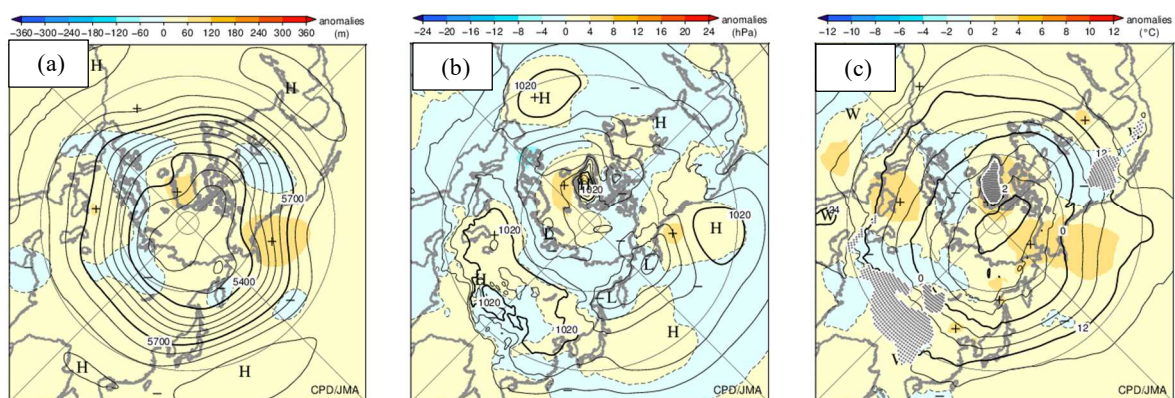 anomalies
−360 −300 −240 −180 −120 −60 0 60 120 180 240 300 360 (m)
(a)
H
H
+
−
+
+
5700
+
−
5400
−
−
5700
H
H
−
CPD/JMA
anomalies
−24 −20 −16 −12 −8 −4 0 4 8 12 16 20 24 (hPa)
(b)
1020
+H
−
H
+
1020
1020
H
+
1020
L
−
L
H
1020
−
L
1020
H
−
CPD/JMA
anomalies
−12 −10 −8 −6 −4 −2 0 2 4 6 8 10 12 (°C)
(c)
+
W
+
12
−
2
−
+
W
0
+
−
0
+
+
−
12
CPD/JMA